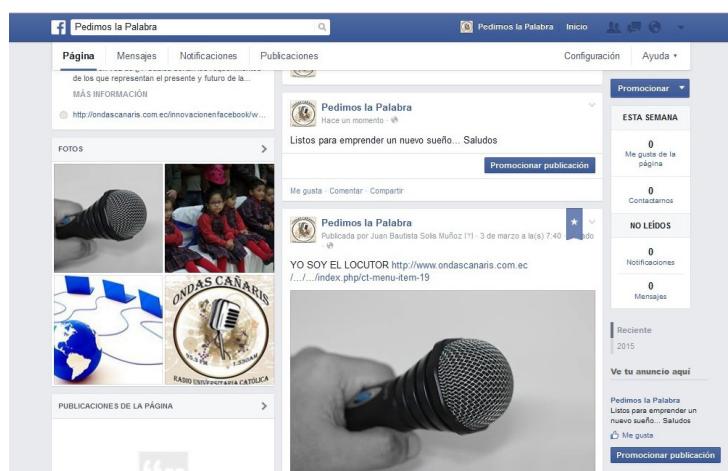 Pedimos la Palabra
Pedimos la Palabra Inicio
Página Mensajes Notificaciones Publicaciones Configuración Ayuda
de los que representan el presente y futuro de la...
MÁS INFORMACIÓN
http://ondascanaris.com.ec/innovacionenfacebook/w...
FOTOS
ONDAS CAÑARIS
95.3 FM
1.530AM
RADIO UNIVERSITARIA CATÓLICA
PUBLICACIONES DE LA PÁGINA
Pedimos la Palabra
Hace un momento ·
Listos para emprender un nuevo sueño... Saludos
Promocionar publicación
Me gusta · Comentar · Compartir
Pedimos la Palabra
Publicada por Juan Bautista Solis Muñoz [?] · 3 de marzo a la(s) 7:40 ·
YO SOY EL LOCUTOR http://www.ondascanaris.com.ec
/.../.../index.php/ct-menu-item-19
Promocionar
ESTA SEMANA
0
Me gusta de la
página
0
Contactarnos
NO LEÍDOS
0
Notificaciones
0
Mensajes
Reciente
2015
Ve tu anuncio aquí
Pedimos la Palabra
Listos para emprender un
nuevo sueño... Saludos
Me gusta
Promocionar publicación